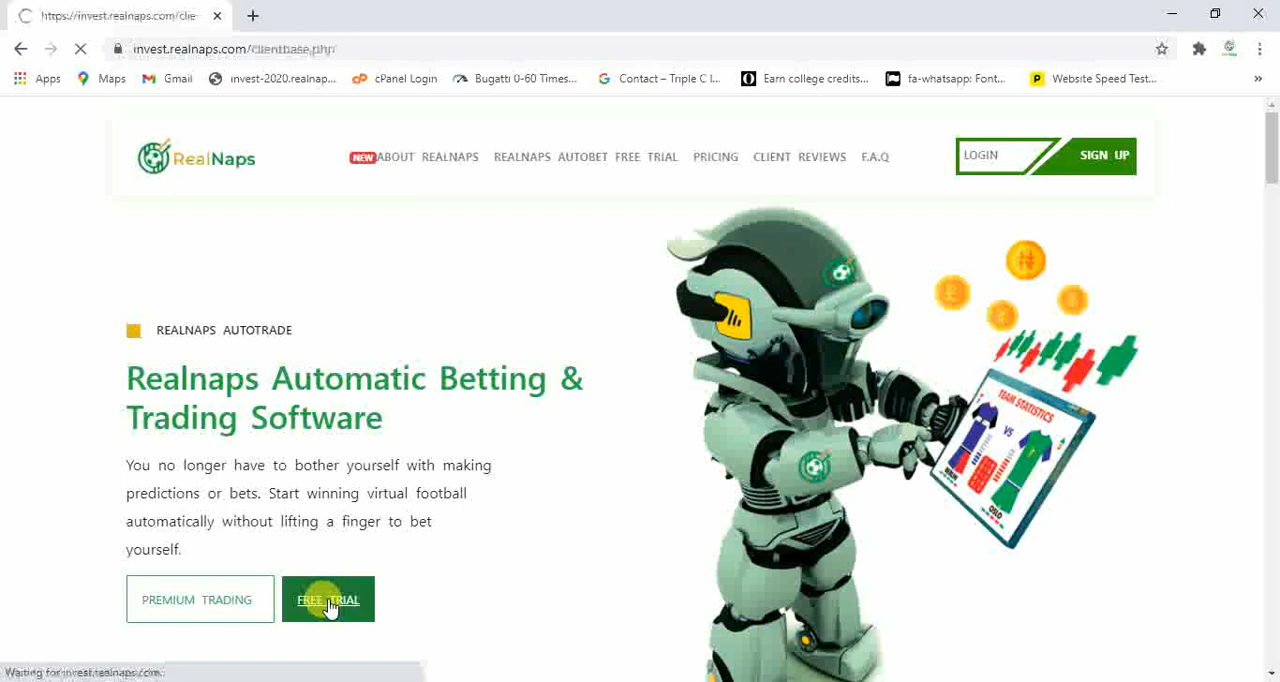 https://invest.realnaps.com/clie
invest.realnaps.com/clientbase.php
Apps Maps Gmail invest-2020.realnap... cPanel Login Bugatti 0-60 Times... Contact – Triple C I... Earn college credits... fa-whatsapp: Font... Website Speed Test... »
RealNaps
NEW ABOUT REALNAPS REALNAPS AUTOBET FREE TRIAL PRICING CLIENT REVIEWS F.A.Q
LOGIN SIGN UP
REALNAPS AUTOTRADE
Realnaps Automatic Betting &
Trading Software
You no longer have to bother yourself with making
predictions or bets. Start winning virtual football
automatically without lifting a finger to bet
yourself.
PREMIUM TRADING FREE TRIAL
TEAM STATISTICS
VS
OSLO
Waiting for invest.realnaps.com...